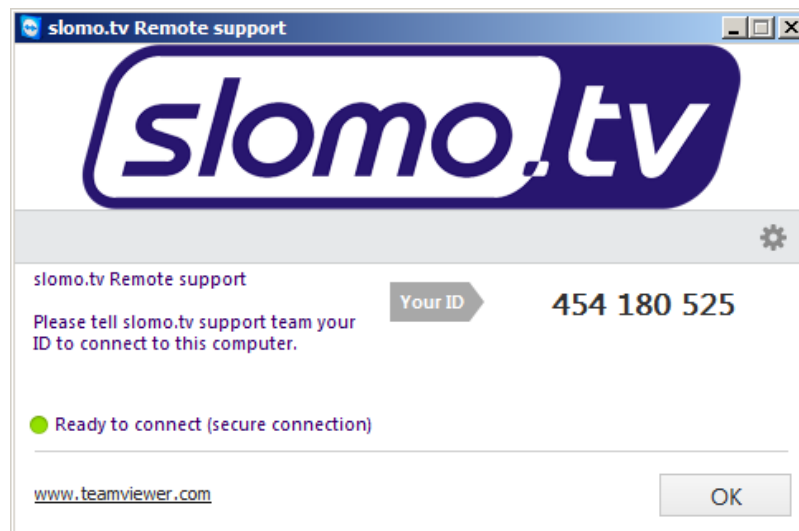 slomo.tv Remote support
slomo.tv
slomo.tv Remote support
Please tell slomo.tv support team your
ID to connect to this computer.
Your ID
454 180 525
Ready to connect (secure connection)
www.teamviewer.com
OK